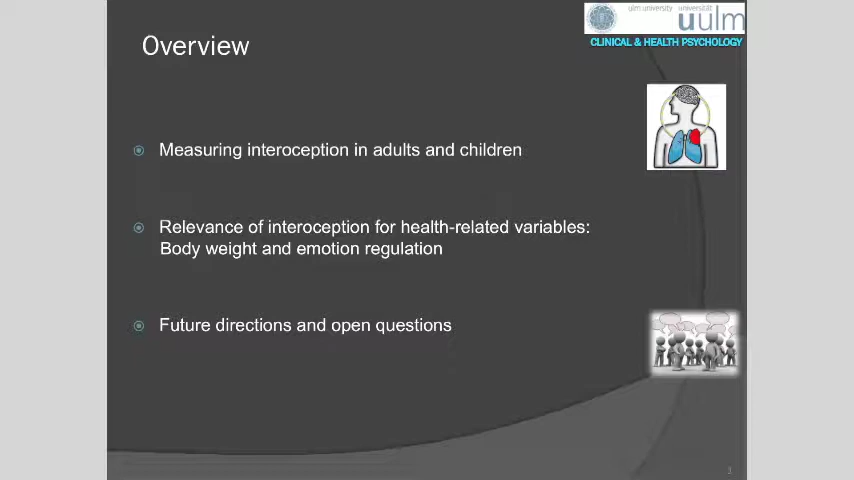 ulm university universität
uulm
CLINICAL & HEALTH PSYCHOLOGY
Overview
Measuring interoception in adults and children
Relevance of interoception for health-related variables:
Body weight and emotion regulation
Future directions and open questions
3